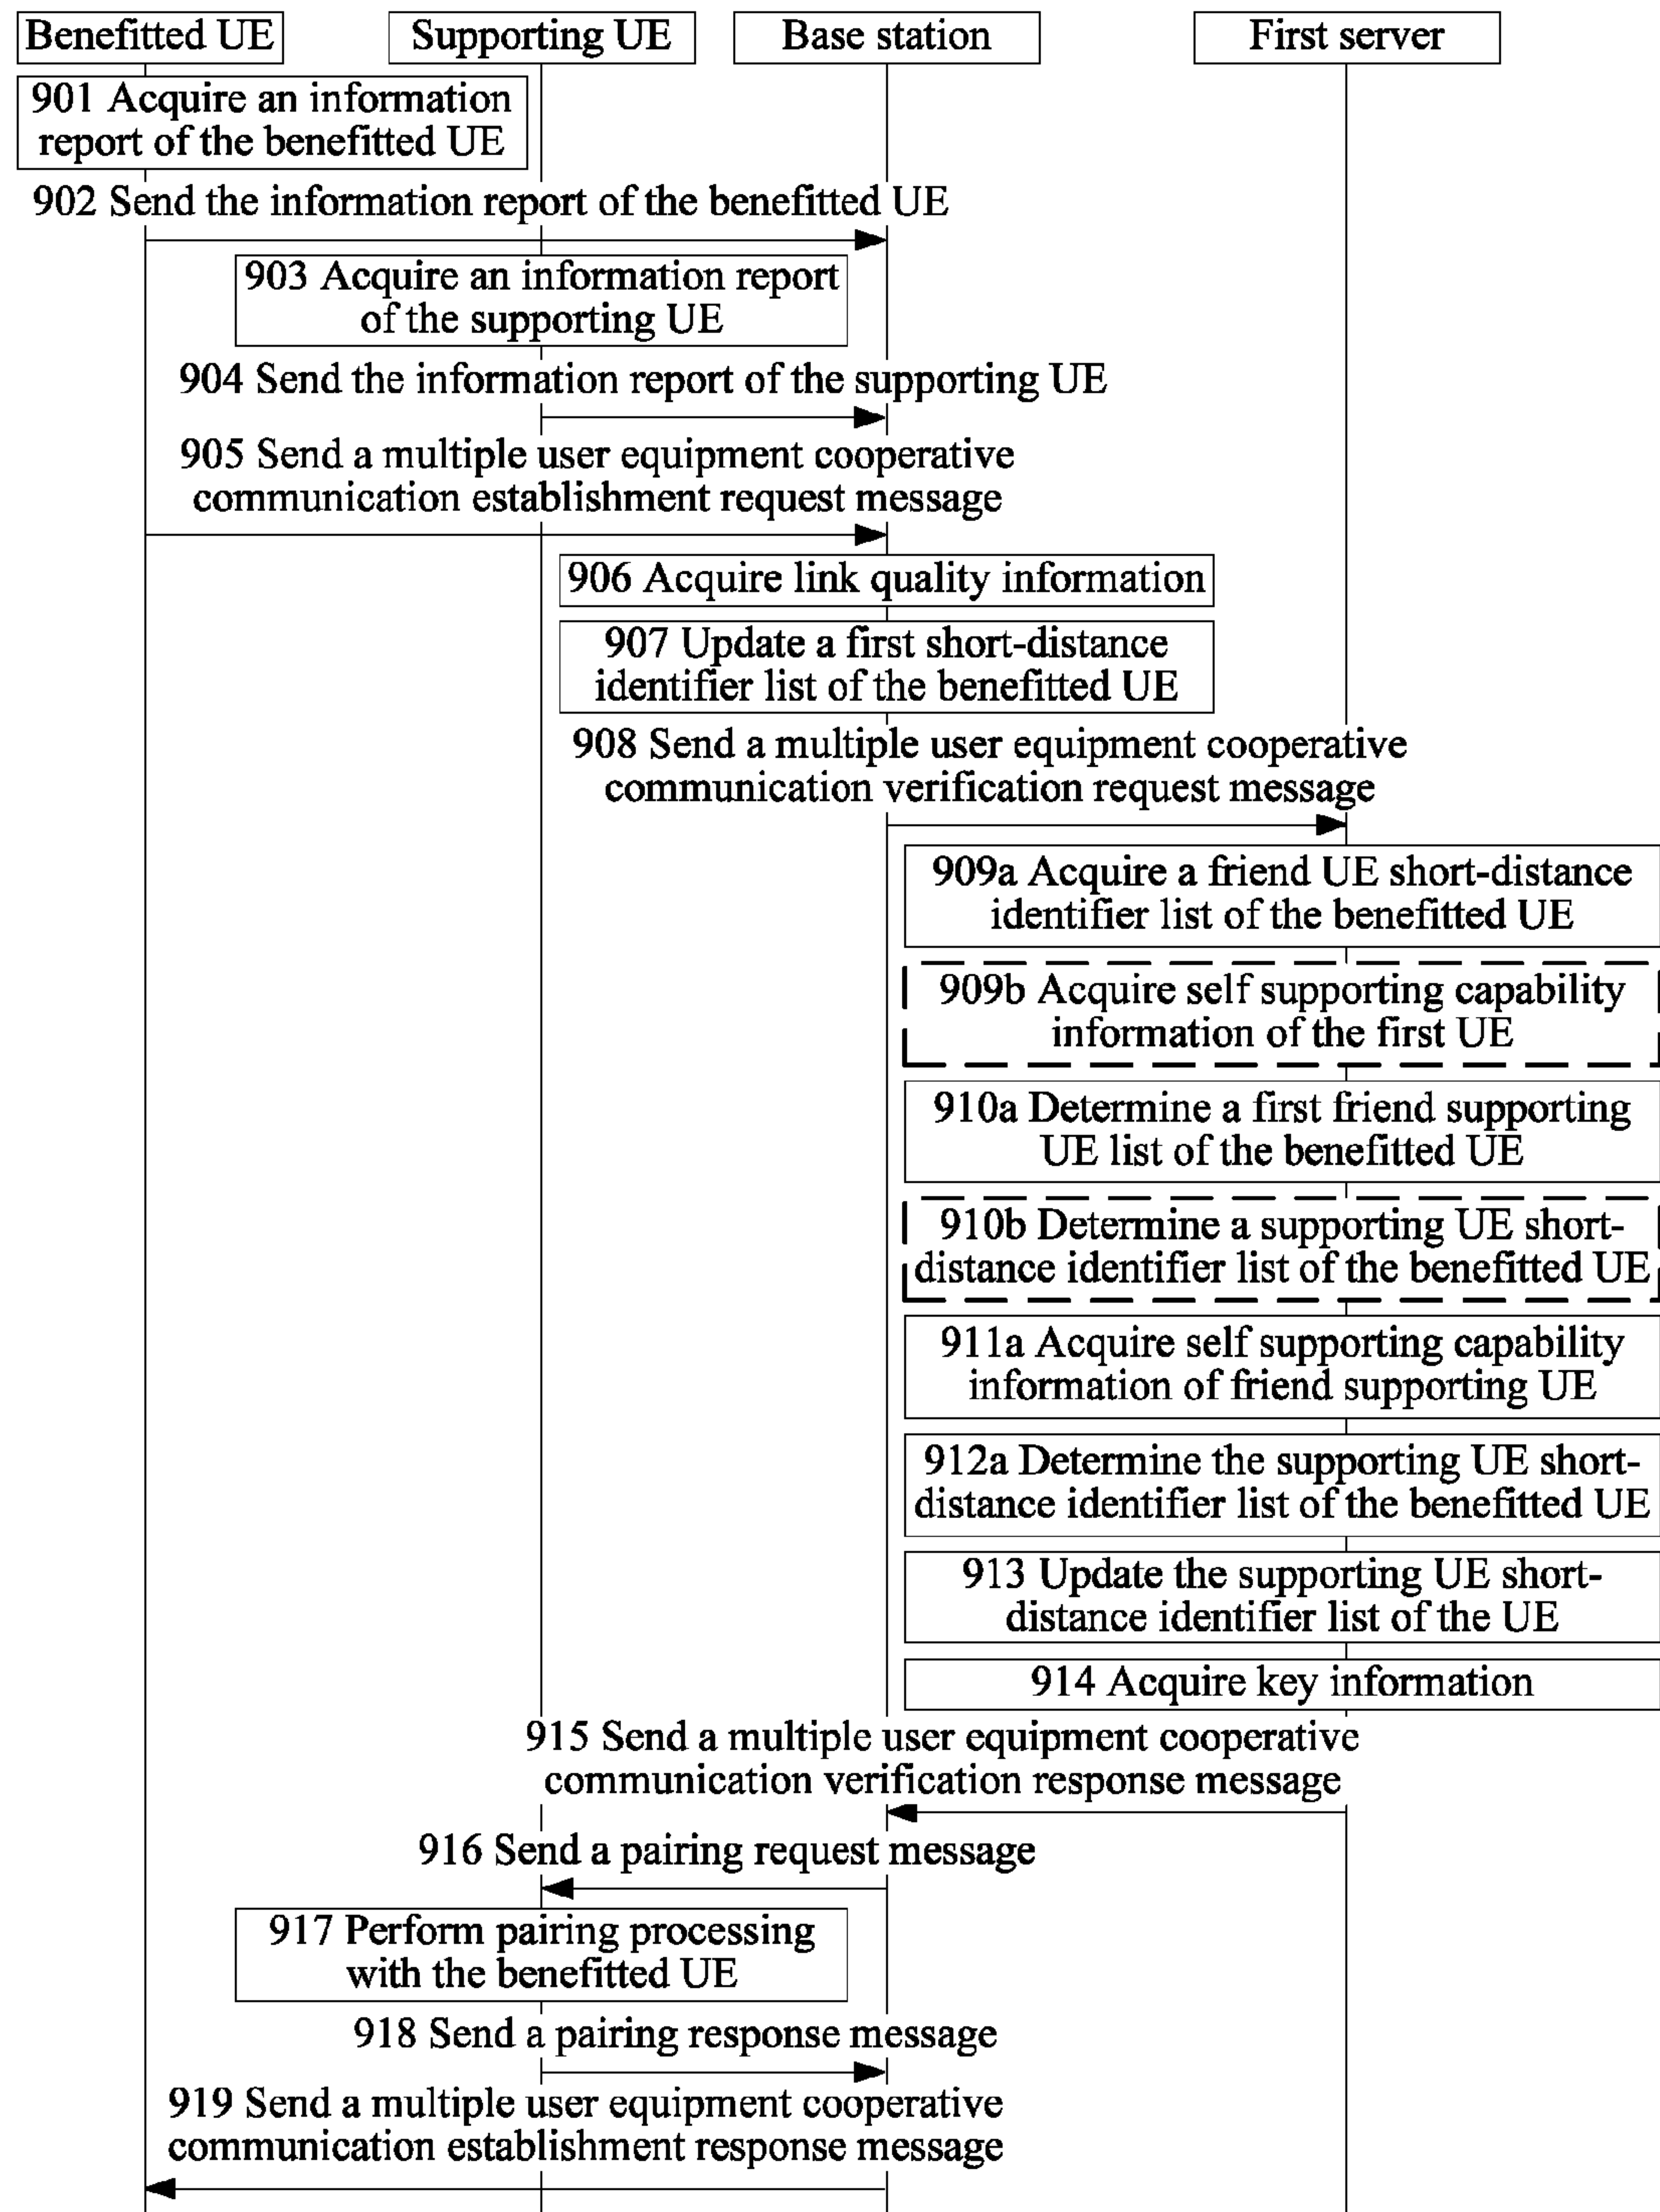 Benefitted UE
Supporting UE
Base station
First server
901 Acquire an information
report of the benefitted UE
902 Send the information report of the benefitted UE
903 Acquire an information report
of the supporting UE
904 Send the information report of the supporting UE
905 Send a multiple user equipment cooperative
communication establishment request message
906 Acquire link quality information
907 Update a first short-distance
identifier list of the benefitted UE
908 Send a multiple user equipment cooperative
communication verification request message
909a Acquire a friend UE short-distance
identifier list of the benefitted UE
909b Acquire self supporting capability
information of the first UE
910a Determine a first friend supporting
UE list of the benefitted UE
910b Determine a supporting UE short-
distance identifier list of the benefitted UE
911a Acquire self supporting capability
information of friend supporting UE
912a Determine the supporting UE short-
distance identifier list of the benefitted UE
913 Update the supporting UE short-
distance identifier list of the UE
914 Acquire key information
915 Send a multiple user equipment cooperative
communication verification response message
916 Send a pairing request message
917 Perform pairing processing
with the benefitted UE
918 Send a pairing response message
919 Send a multiple user equipment cooperative
communication establishment response message